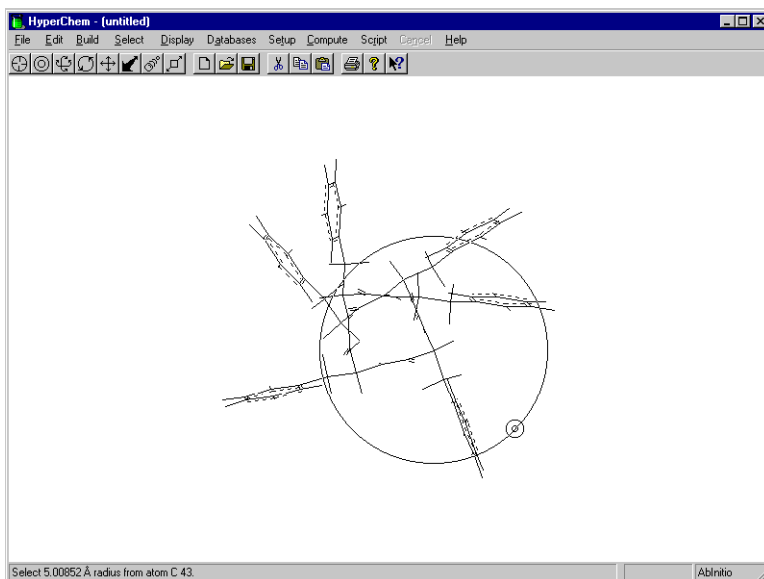 HyperChem - (untitled)
File Edit Build Select Display Databases Setup Compute Script Cancel Help
Select 5.00852 Å radius from atom C 43. AbInitio